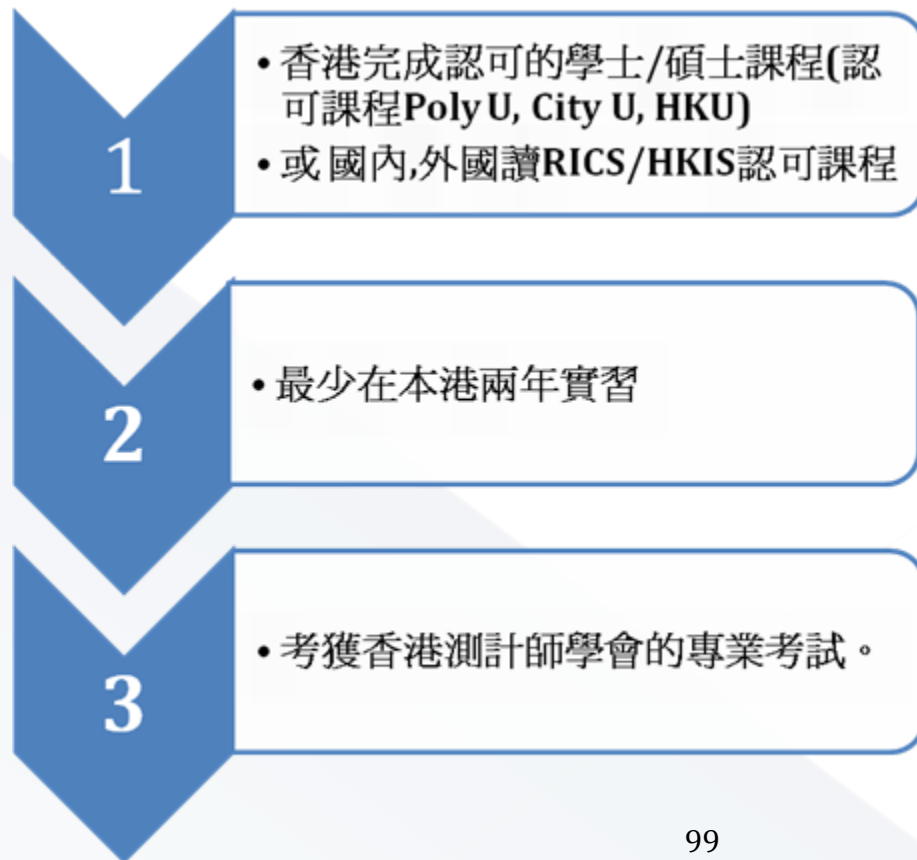 1
• 香港完成認可的學士/碩士課程(認
可課程Poly U, City U, HKU)
• 或 國內,外國讀RICS/HKIS認可課程
2
• 最少在本港兩年實習
3
• 考獲香港測計師學會的專業考試。
99